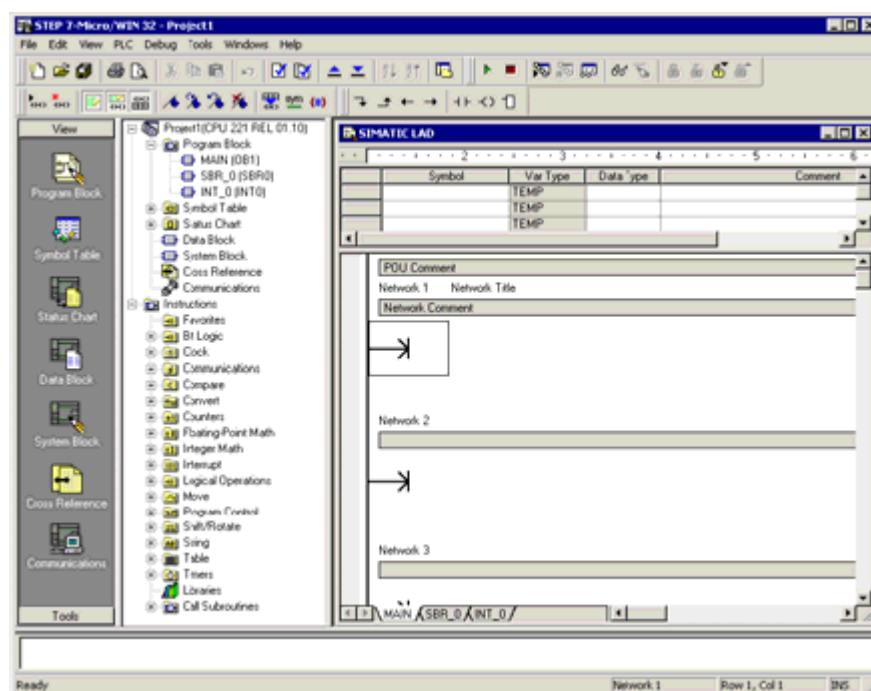 STEP 7-Micro/WIN 32 - Project1
File Edit View PLC Debug Tools Windows Help
View
Program Block
Symbol Table
Status Chart
Data Block
System Block
Cross Reference
Communications
Tools
Project1(CPU 221 REL 01.10)
Program Block
MAIN (OB1)
SBR_0 (SBR0)
INT_0 (INT0)
Symbol Table
Status Chart
Data Block
System Block
Cross Reference
Communications
Instructions
Favorites
Bit Logic
Clock
Communications
Compare
Convert
Counters
Floating-Point Math
Integer Math
Interrupt
Logical Operations
Move
Program Control
Shift/Rotate
String
Table
Timers
Libraries
Call Subroutines
SIMATIC LAD
2 3 4 5 6
Symbol Var Type Data Type Comment
TEMP
TEMP
TEMP
POU Comment
Network 1 Network Title
Network Comment
Network 2
Network 3
MAIN SBR_0 INT_0
Ready Network 1 Row 1, Col 1 INS